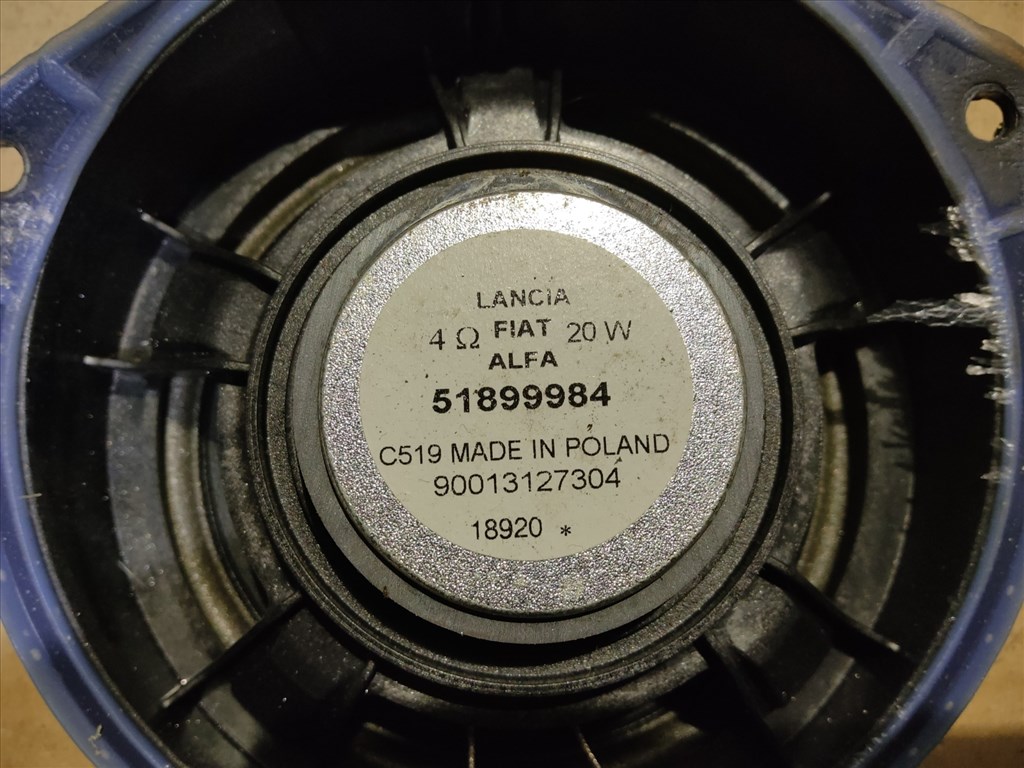 LANCIA
4 Ω FIAT 20 W
ALFA
51899984
C519 MADE IN POLAND
90013127304
18920 *